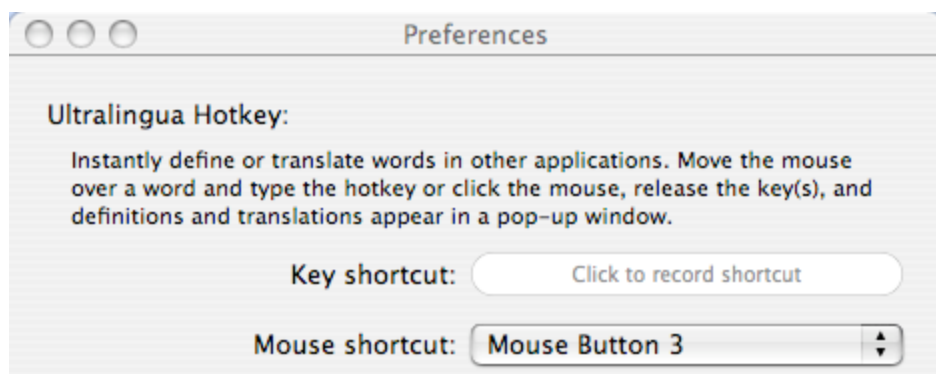 Preferences
Ultralingua Hotkey:
Instantly define or translate words in other applications. Move the mouse
over a word and type the hotkey or click the mouse, release the key(s), and
definitions and translations appear in a pop-up window.
Key shortcut: Click to record shortcut
Mouse shortcut: Mouse Button 3